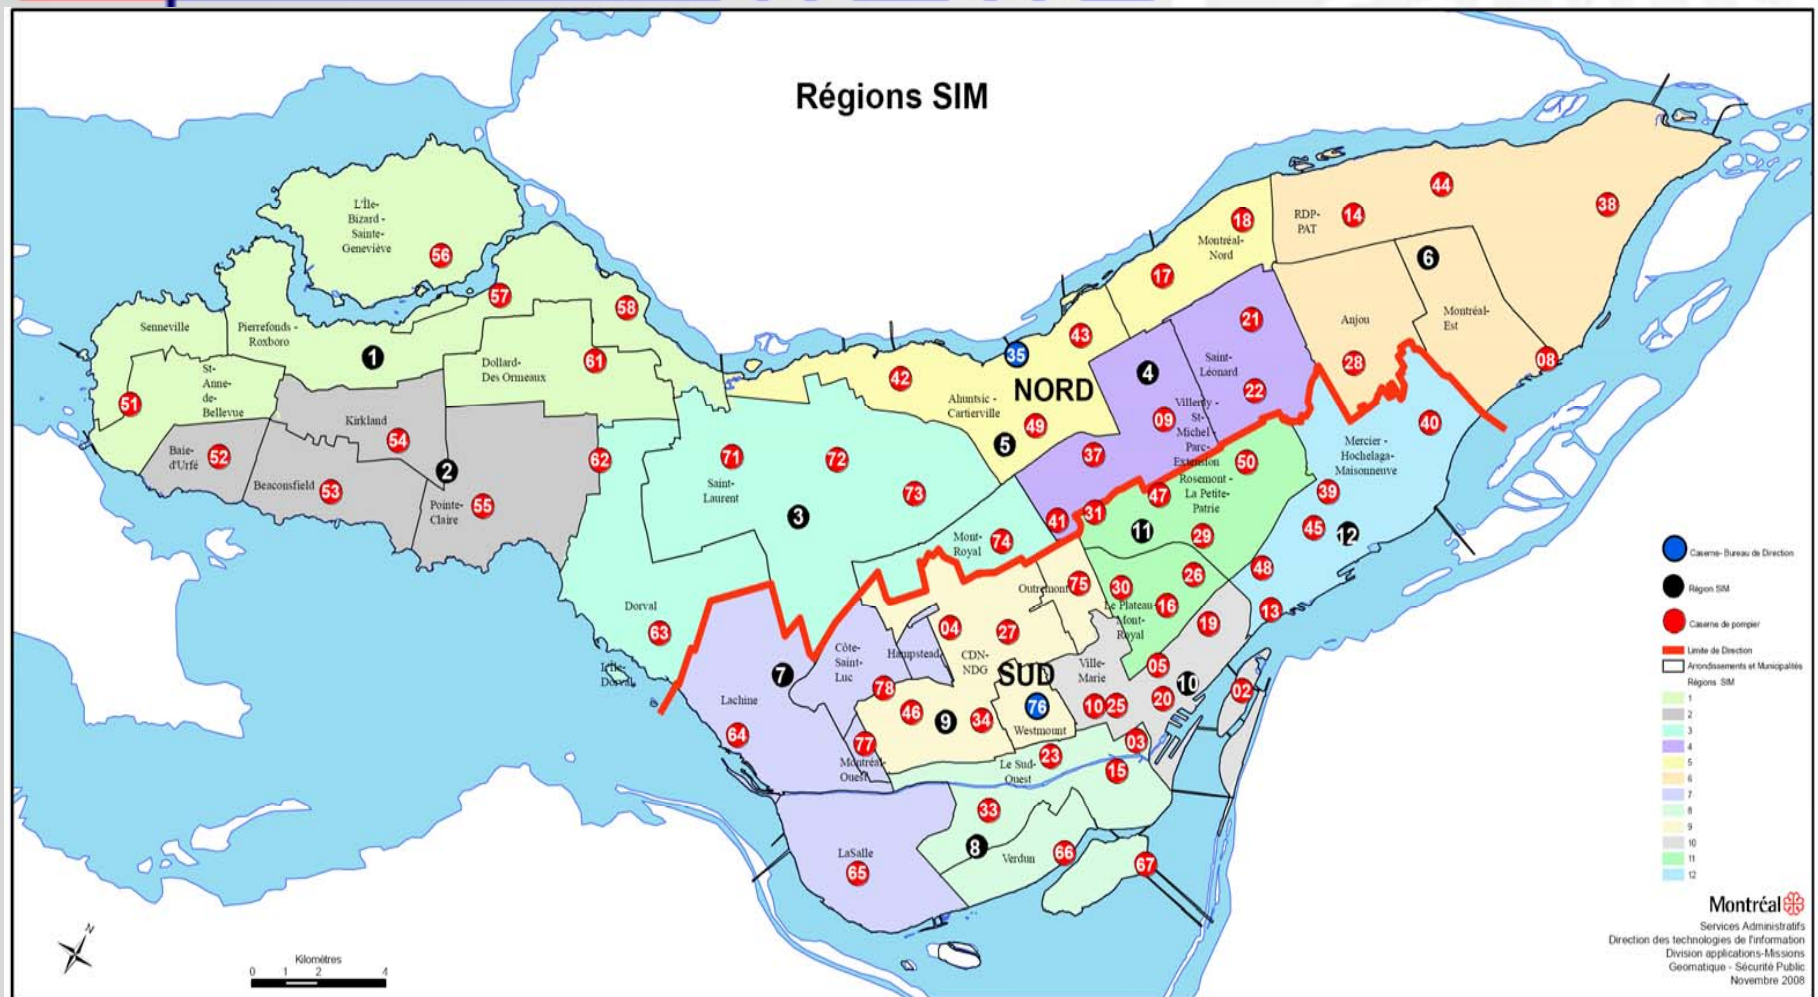 Régions SIM
44
38
14
RDP-
PAT
18
Montréal-
Nord
6
L'Île-
Bizard -
Sainte-
Geneviève
56
17
57
58
Senneville
Pierrefonds -
Roxboro
21
Anjou
Montréal-
Est
43
35
1
Dollard-
Des Ormeaux
61
28
08
4
Saint-
Léonard
42
NORD
St-
Anne-
de-
Bellevue
51
22
Ahuntsic -
Cartierville
49
5
Villeray -
St-
Michel -
Parc-
Extension
09
40
Kirkland
54
Mercier -
Hochelaga-
Maisonneuve
Baie-
d'Urfé
52
2
62
71
72
37
50
Saint-
Laurent
Beaconsfield
53
Pointe-
Claire
55
73
Rosemont -
La Petite-
Patrie
47
39
3
41
31
11
29
45
12
Mont-
Royal
74
48
26
Outremont
75
30
Le Plateau-
Mont-
Royal
16
13
19
Dorval
63
04
27
L'Île-
Dorval
Côte-
Saint-
Luc
Hampstead
CDN-
NDG
SUD
Ville-
Marie
05
7
78
10
02
Lachine
64
46
9
34
76
Westmount
10
25
20
77
Montréal-
Ouest
03
23
Le Sud-
Ouest
15
33
8
Verdun
66
67
LaSalle
65
Caserne- Bureau de Direction
Région SIM
Caserne de pompier
Limite de Direction
Arrondissements et Municipalités
Régions SIM
1
2
3
4
5
6
7
8
9
10
11
12
N
Kilomètres
0 1 2 4
Montréal
Services Administratifs
Direction des technologies de l'information
Division applications-Missions
Geomatique - Sécurité Public
Novembre 2008